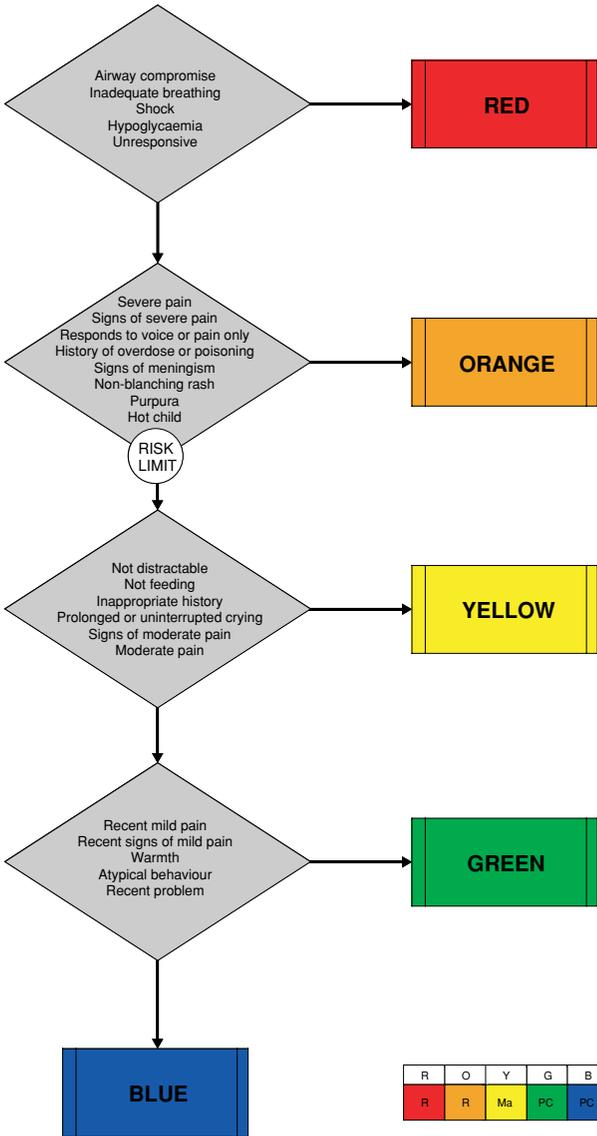 Airway compromise
Inadequate breathing
Shock
Hypoglycaemia
Unresponsive
RED
Severe pain
Signs of severe pain
Responds to voice or pain only
History of overdose or poisoning
Signs of meningism
Non-blanching rash
Purpura
Hot child
ORANGE
RISK
LIMIT
Not distractable
Not feeding
Inappropriate history
Prolonged or uninterrupted crying
Signs of moderate pain
Moderate pain
YELLOW
Recent mild pain
Recent signs of mild pain
Warmth
Atypical behaviour
Recent problem
GREEN
BLUE
R O Y G B
R R Ma PC PC